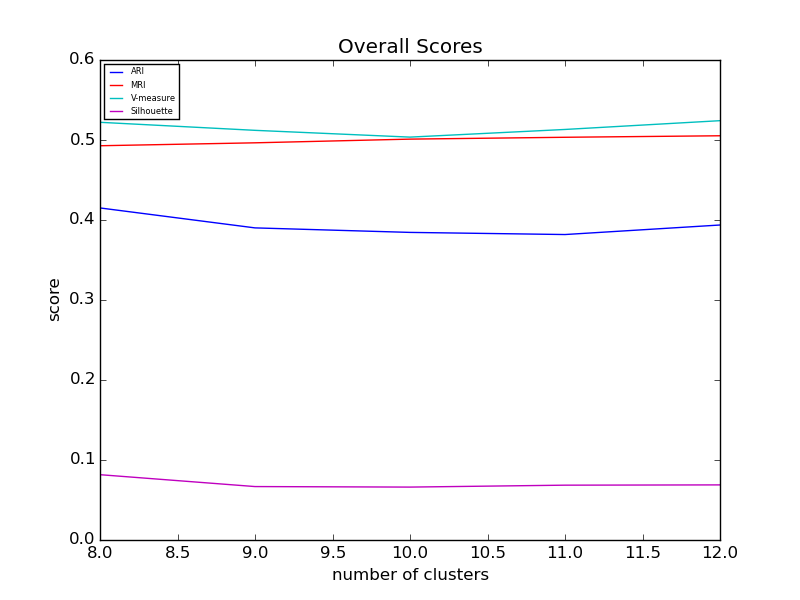 Overall Scores
0.6
ARI
MRI
V-measure
Silhouette
0.5
0.4
0.3
0.2
0.1
0.0
score
8.0 8.5 9.0 9.5 10.0 10.5 11.0 11.5 12.0
number of clusters